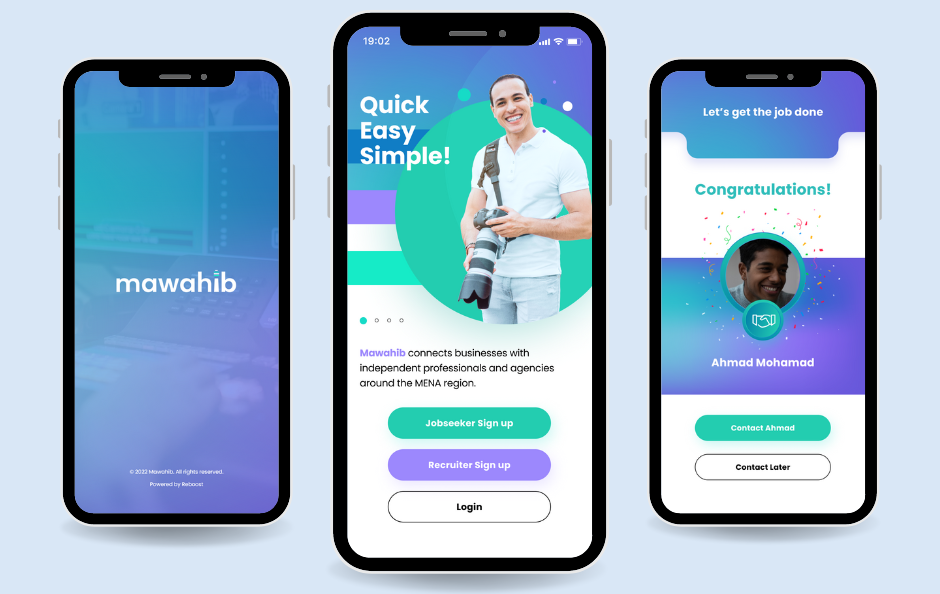 mawahib
© 2022 Mawahib. All rights reserved.
Powered by Reboost
19:02
Quick
Easy
Simple!
Mawahib connects businesses with
independent professionals and agencies
around the MENA region.
Jobseeker Sign up
Recruiter Sign up
Login
Let's get the job done
Congratulations!
Ahmad Mohamad
Contact Ahmad
Contact Later